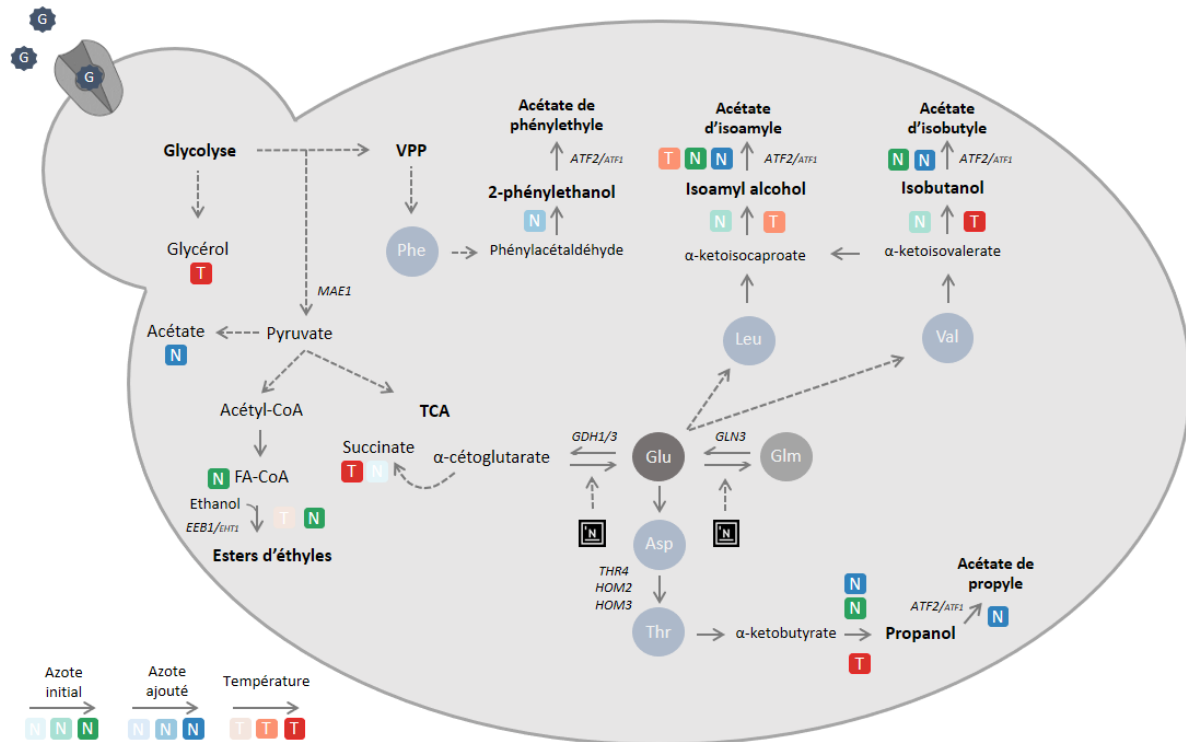 G
G
G
Glycolyse
VPP
Acétate de
phénylethyle
ATF2/ATF1
2-phénylethanol
N
Phe
Phénylacétaldéhyde
Acétate
d'isoamyle
T N N
ATF2/ATF1
Isoamyl alcohol
N T
α-ketoisocaproate
Acétate
d'isobutyle
N N
ATF2/ATF1
Isobutanol
N T
α-ketoisovalerate
Glycérol
T
MAE1
Acétate
N
Pyruvate
Leu
Val
Acétyl-CoA
TCA
Succinate
T N
α-cétoglutarate
GDH1/3
Glu
GLN3
Glm
N FA-CoA
Ethanol
T N
EEB1/EHT1
Esters d'éthyles
'N
'N
Asp
THR4
HOM2
HOM3
Thr
α-ketobutyrate
N
N
T
Propanol
ATF2/ATF1
Acétate de
propyle
N
Azote
initial
N N N
Azote
ajouté
N N N
Température
T T T